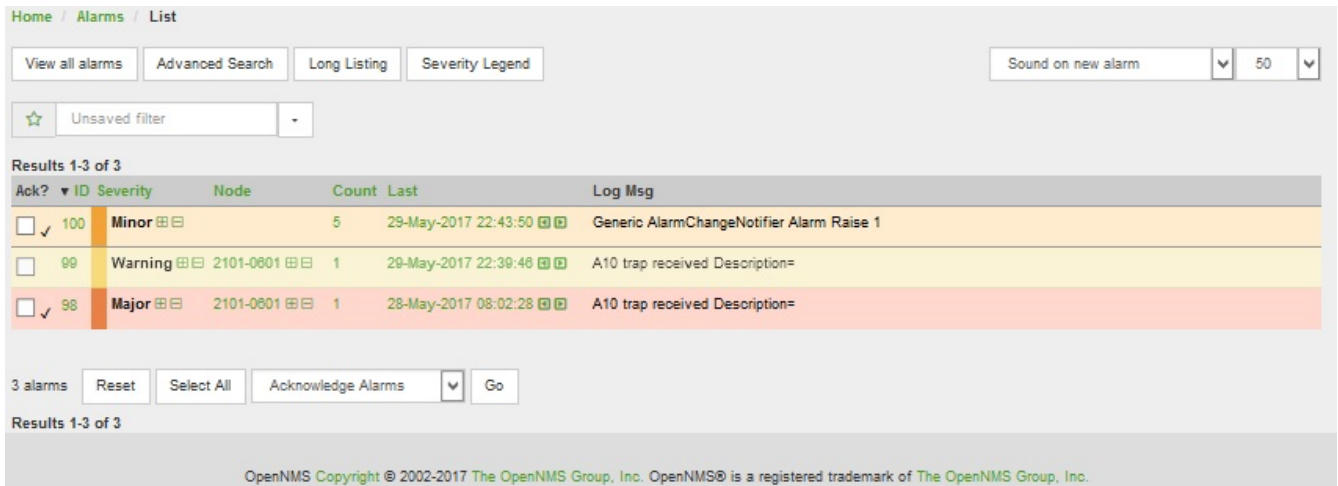 Home / Alarms / List
View all alarms Advanced Search Long Listing Severity Legend Sound on new alarm 50
Unsaved filter
Results 1-3 of 3
Ack? ▼ ID Severity Node Count Last Log Msg
100 Minor 5 29-May-2017 22:43:50 Generic AlarmChangeNotifier Alarm Raise 1
99 Warning 2101-0601 1 29-May-2017 22:39:46 A10 trap received Description=
98 Major 2101-0601 1 28-May-2017 08:02:28 A10 trap received Description=
3 alarms Reset Select All Acknowledge Alarms Go
Results 1-3 of 3
OpenNMS Copyright © 2002-2017 The OpenNMS Group, Inc. OpenNMS® is a registered trademark of The OpenNMS Group, Inc.